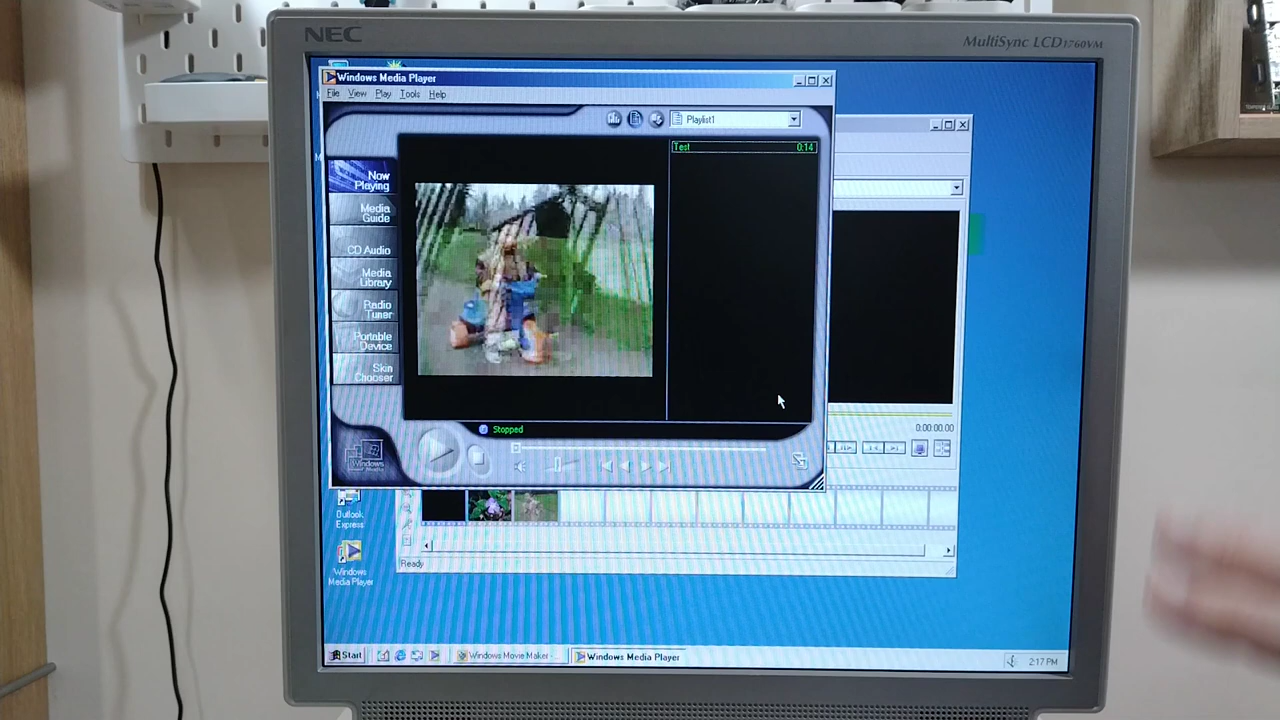 NEC
MultiSync LCD1760VM
Windows Media Player
File View Play Tools Help
Playlist1
Now Playing
Test 0:14
Media Guide
CD Audio
Media Library
Radio Tuner
Portable Device
Skin Chooser
0:00:00.00
Stopped
Windows Media
Outlook Express
Ready
Windows Media Player
Start
Windows Movie Maker -
Windows Media Player
2:17 PM